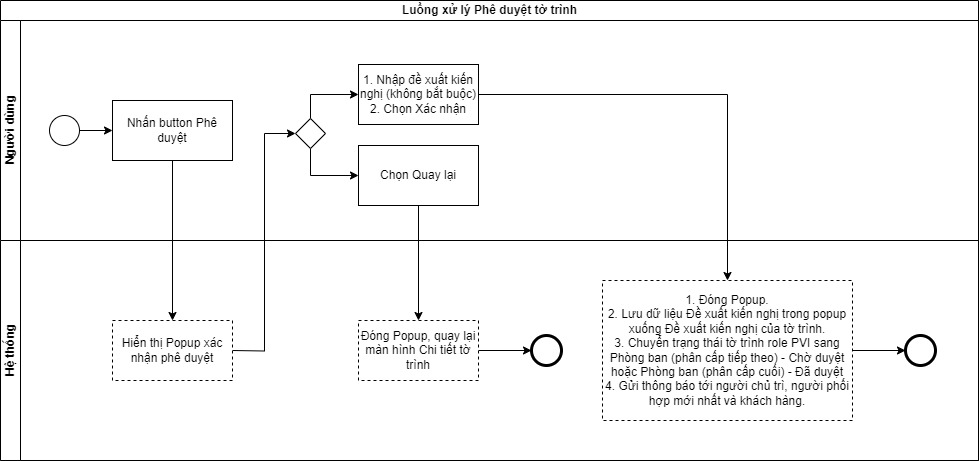 Luồng xử lý Phê duyệt tờ trình
Người dùng
Nhấn button Phê
duyệt
1. Nhập đề xuất kiến
nghị (không bắt buộc)
2. Chọn Xác nhận
Chọn Quay lại
Hệ thống
Hiển thị Popup xác
nhận phê duyệt
Đóng Popup, quay lại
màn hình Chi tiết tờ
trình
1. Đóng Popup.
2. Lưu dữ liệu Đề xuất kiến nghị trong popup
xuống Đề xuất kiến nghị của tờ trình.
3. Chuyển trạng thái tờ trình role PVI sang
Phòng ban (phân cấp tiếp theo) - Chờ duyệt
hoặc Phòng ban (phân cấp cuối) - Đã duyệt
4. Gửi thông báo tới người chủ trì, người phối
hợp mới nhất và khách hàng.